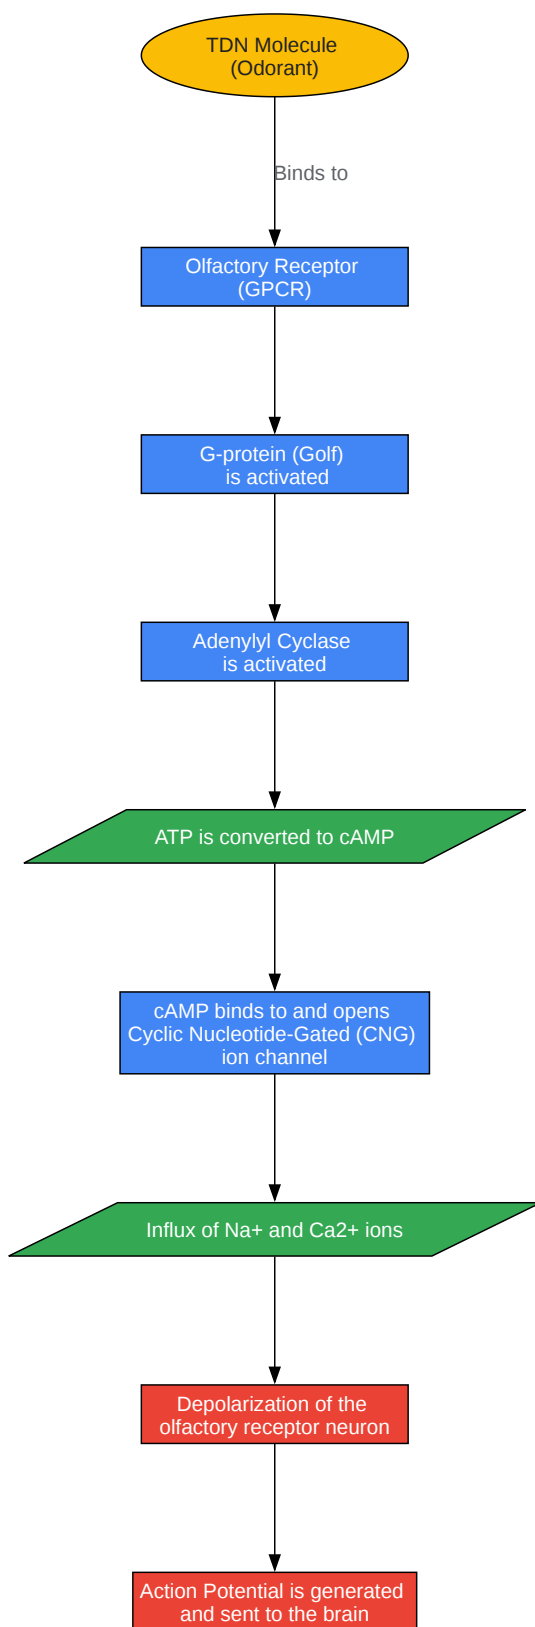 TDN Molecule
(Odorant)
Binds to
Olfactory Receptor
(GPCR)
G-protein (Golf)
is activated
Adenylyl Cyclase
is activated
ATP is converted to cAMP
cAMP binds to and opens
Cyclic Nucleotide-Gated (CNG)
ion channel
Influx of Na+ and Ca2+ ions
Depolarization of the
olfactory receptor neuron
Action Potential is generated
and sent to the brain